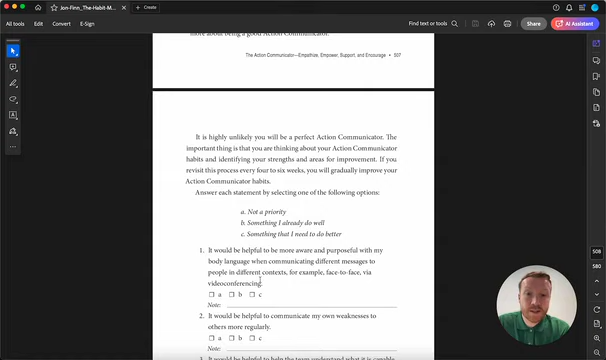 Jon-Finn_The-Habit-M...
Create
All tools
Edit
Convert
E-Sign
Find text or tools
Share
AI Assistant
more about being a good Action Communicator.
The Action Communicator—Empathize, Empower, Support, and Encourage • 507
It is highly unlikely you will be a perfect Action Communicator. The
important thing is that you are thinking about your Action Communicator
habits and identifying your strengths and areas for improvement. If you
revisit this process every four to six weeks, you will gradually improve your
Action Communicator habits.
Answer each statement by selecting one of the following options:
a. Not a priority
b. Something I already do well
c. Something that I need to do better
1. It would be helpful to be more aware and purposeful with my
body language when communicating different messages to
people in different contexts, for example, face-to-face, via
videoconferencing.
a b c
Note:
2. It would be helpful to communicate my own weaknesses to
others more regularly.
a b c
Note:
3. It would be helpful to help the team understand what it is capable
508
580